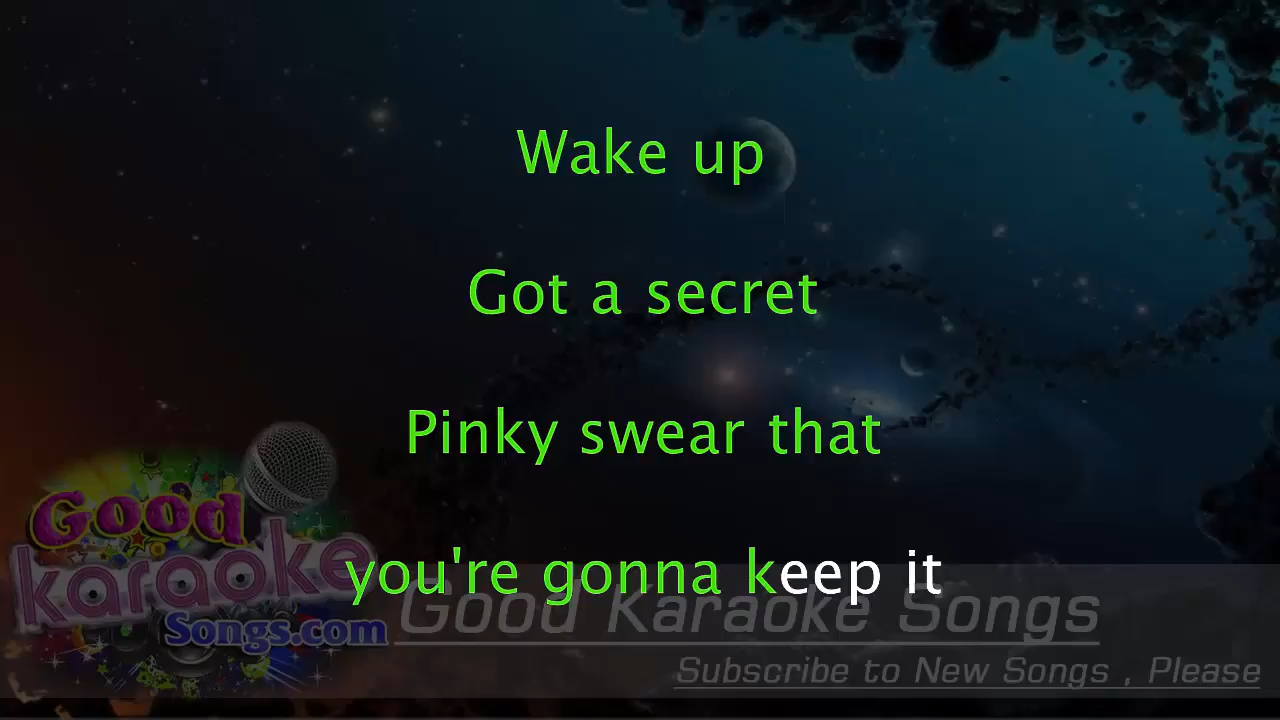 Wake up
Got a secret
Pinky swear that
you're gonna keep it
Good
karaoke
Songs.com
Good Karaoke Songs
Subscribe to New Songs , Please